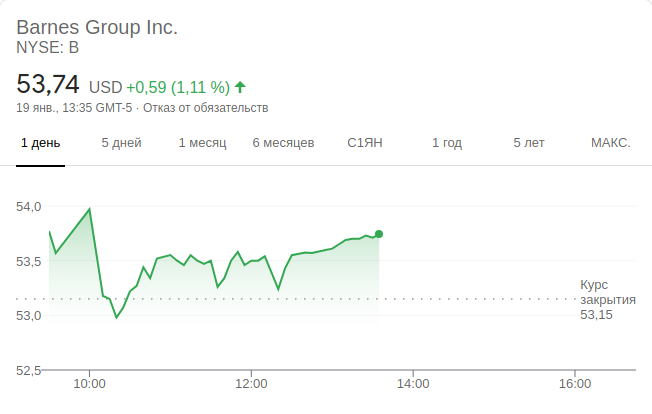 Barnes Group Inc.
NYSE: B
53,74 USD +0,59 (1,11 %)
19 янв., 13:35 GMT-5 · Отказ от обязательств
1 день 5 дней 1 месяц 6 месяцев С1ЯН 1 год 5 лет МАКС.
54,0
53,5
53,0
52,5
Курс
закрытия
53,15
10:00 12:00 14:00 16:00